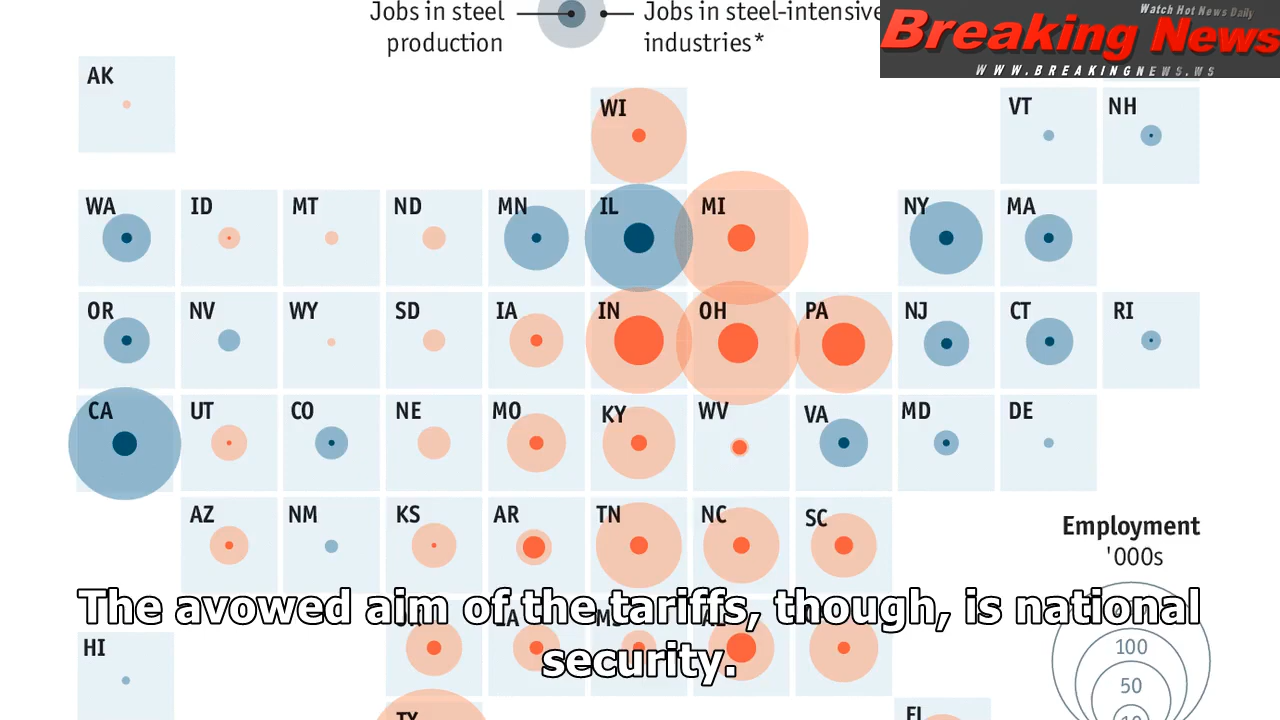 Jobs in steel
production
Jobs in steel-intensive
industries*
Watch Hot News Daily
Breaking News
WWW.BREAKINGNEWS.WS
AK
WI
VT
NH
WA
ID
MT
ND
MN
IL
MI
NY
MA
OR
NV
WY
SD
IA
IN
OH
PA
NJ
CT
RI
CA
UT
CO
NE
MO
KY
WV
VA
MD
DE
AZ
NM
KS
AR
TN
NC
SC
Employment
'000s
The avowed aim of the tariffs, though, is national
security.
HI
100
50
10
TX
FL